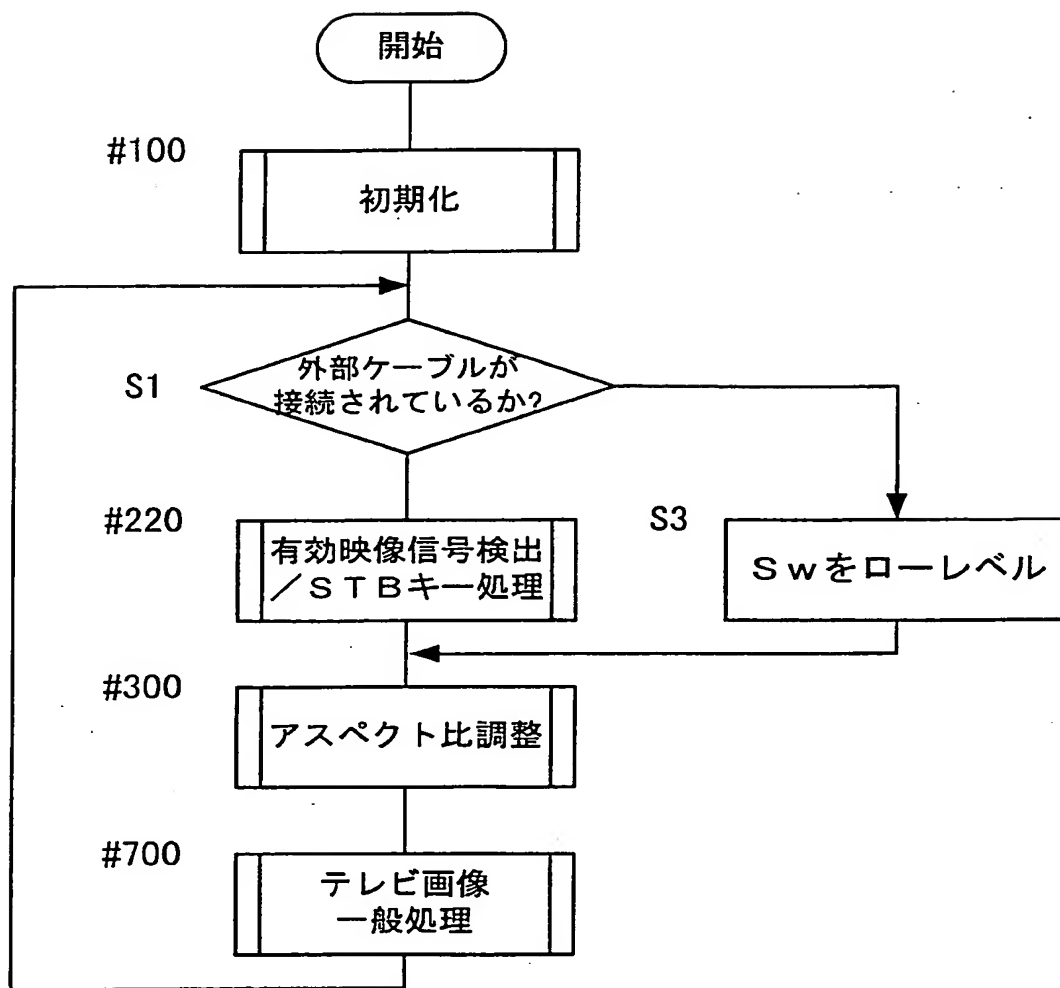 開始
#100
初期化
S1
外部ケーブルが
接続されているか?
#220
有効映像信号検出
/STBキー処理
S3
Swをローレベル
#300
アスペクト比調整
#700
テレビ画像
一般処理